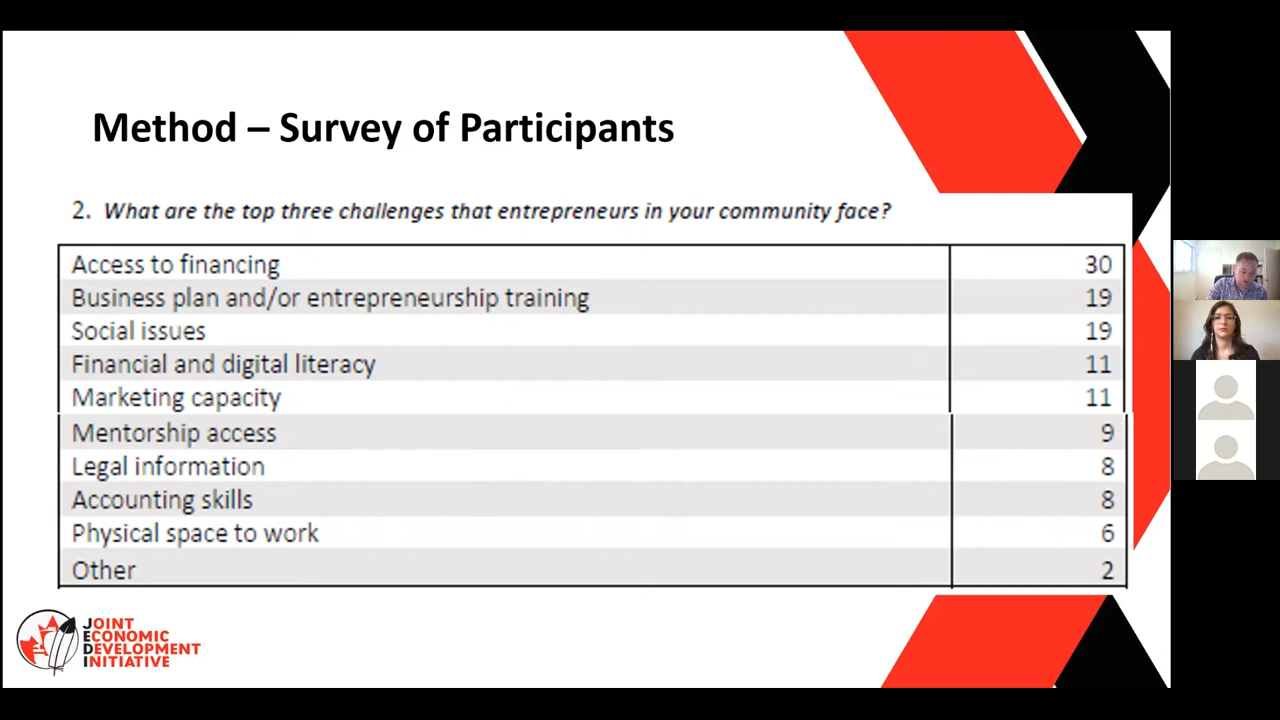 Method – Survey of Participants
2. What are the top three challenges that entrepreneurs in your community face?
Access to financing 30
Business plan and/or entrepreneurship training 19
Social issues 19
Financial and digital literacy 11
Marketing capacity 11
Mentorship access 9
Legal information 8
Accounting skills 8
Physical space to work 6
Other 2
JOINT
ECONOMIC
DEVELOPMENT
INITIATIVE